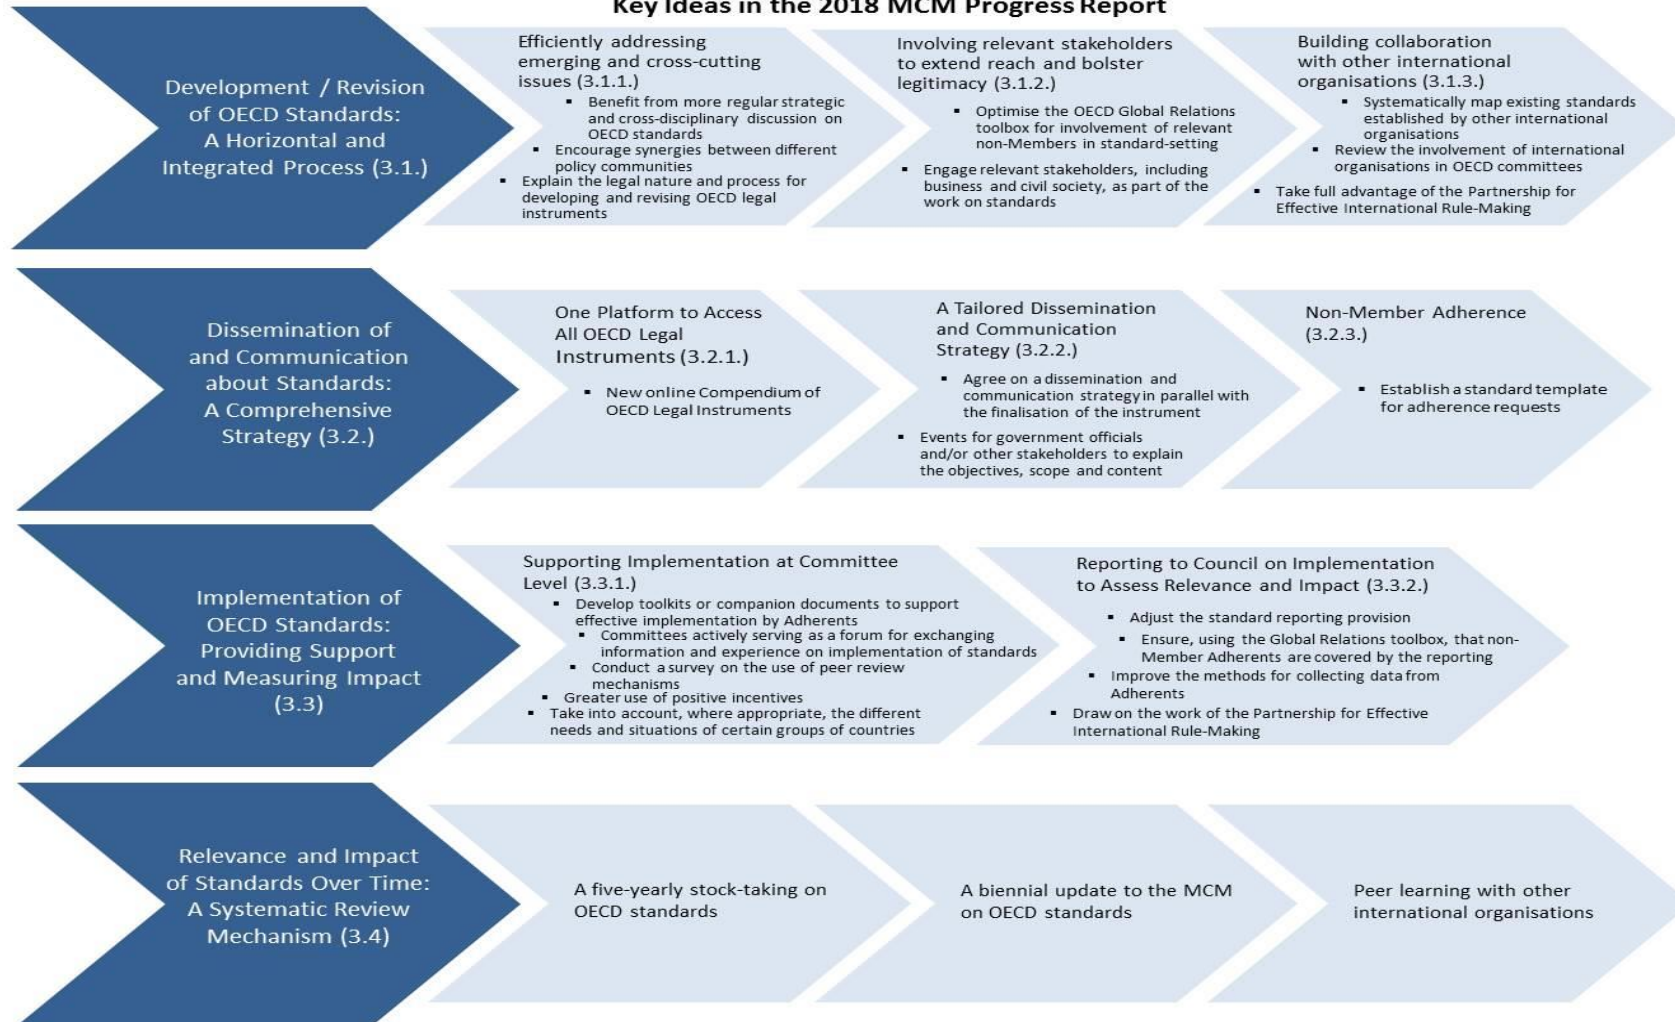 Key Ideas in the 2018 MCM Progress Report
Development / Revision
of OECD Standards:
A Horizontal and
Integrated Process (3.1.)
Efficiently addressing
emerging and cross-cutting
issues (3.1.1.)
▪ Benefit from more regular strategic
and cross-disciplinary discussion on
OECD standards
▪ Encourage synergies between different
policy communities
▪ Explain the legal nature and process for
developing and revising OECD legal
instruments
Involving relevant stakeholders
to extend reach and bolster
legitimacy (3.1.2.)
▪ Optimise the OECD Global Relations
toolbox for involvement of relevant
non-Members in standard-setting
▪ Engage relevant stakeholders, including
business and civil society, as part of the
work on standards
Building collaboration
with other international
organisations (3.1.3.)
▪ Systematically map existing standards
established by other international
organisations
▪ Review the involvement of international
organisations in OECD committees
▪ Take full advantage of the Partnership for
Effective International Rule-Making
Dissemination of
and Communication
about Standards:
A Comprehensive
Strategy (3.2.)
One Platform to Access
All OECD Legal
Instruments (3.2.1.)
▪ New online Compendium of
OECD Legal Instruments
A Tailored Dissemination
and Communication
Strategy (3.2.2.)
▪ Agree on a dissemination and
communication strategy in parallel with
the finalisation of the instrument
▪ Events for government officials
and/or other stakeholders to explain
the objectives, scope and content
Non-Member Adherence
(3.2.3.)
▪ Establish a standard template
for adherence requests
Implementation of
OECD Standards:
Providing Support
and Measuring Impact
(3.3)
Supporting Implementation at Committee
Level (3.3.1.)
▪ Develop toolkits or companion documents to support
effective implementation by Adherents
▪ Committees actively serving as a forum for exchanging
information and experience on implementation of standards
▪ Conduct a survey on the use of peer review
mechanisms
▪ Greater use of positive incentives
▪ Take into account, where appropriate, the different
needs and situations of certain groups of countries
Reporting to Council on Implementation
to Assess Relevance and Impact (3.3.2.)
▪ Adjust the standard reporting provision
▪ Ensure, using the Global Relations toolbox, that non-
Member Adherents are covered by the reporting
▪ Improve the methods for collecting data from
Adherents
▪ Draw on the work of the Partnership for Effective
International Rule-Making
Relevance and Impact
of Standards Over Time:
A Systematic Review
Mechanism (3.4)
A five-yearly stock-taking on
OECD standards
A biennial update to the MCM
on OECD standards
Peer learning with other
international organisations